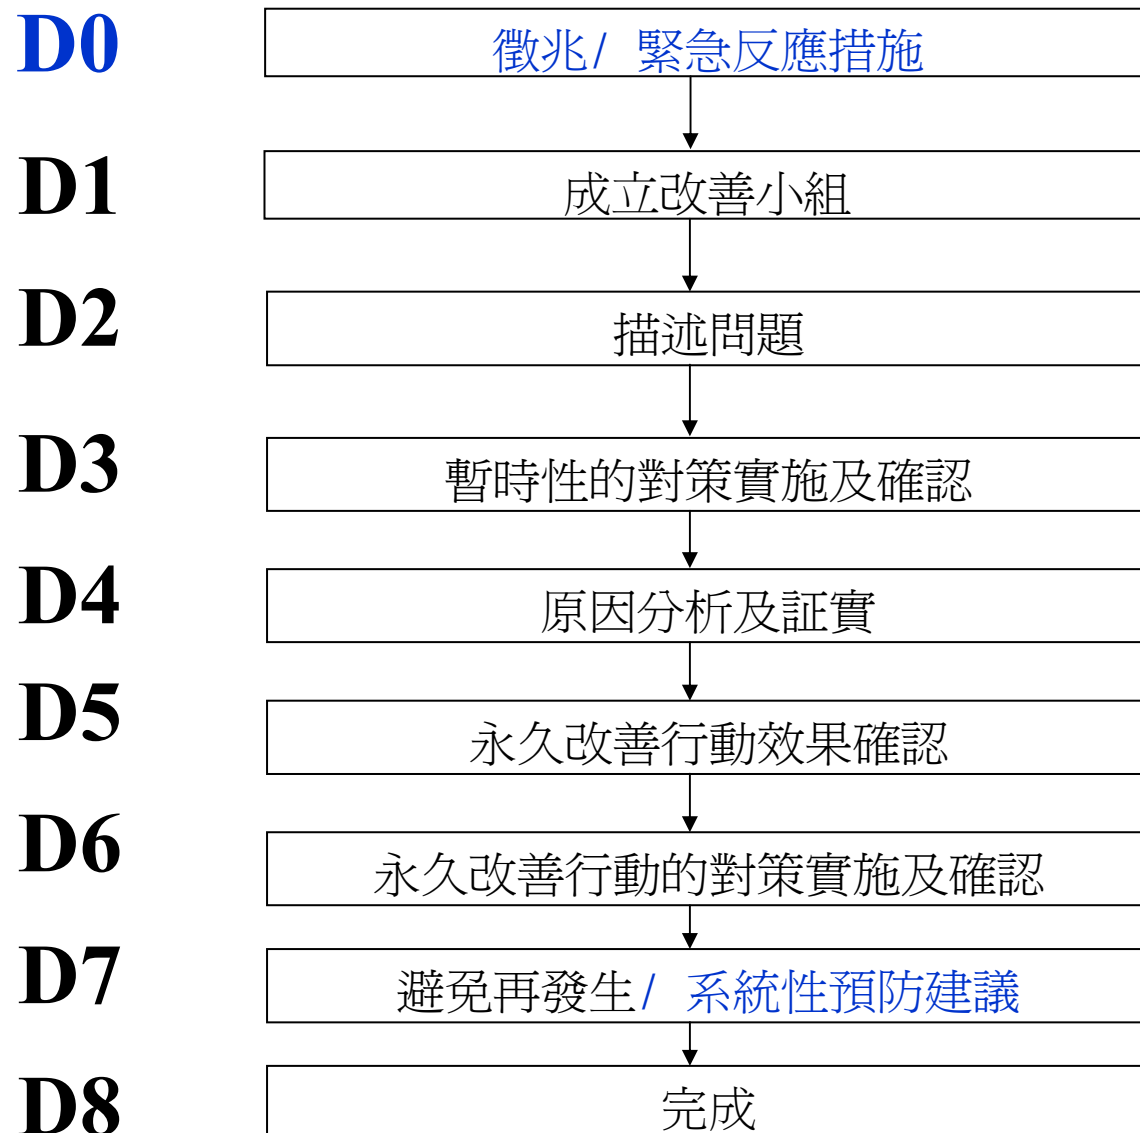 D0 徵兆/ 緊急反應措施
D1 成立改善小組
D2 描述問題
D3 暫時性的對策實施及確認
D4 原因分析及証實
D5 永久改善行動效果確認
D6 永久改善行動的對策實施及確認
D7 避免再發生/ 系統性預防建議
D8 完成